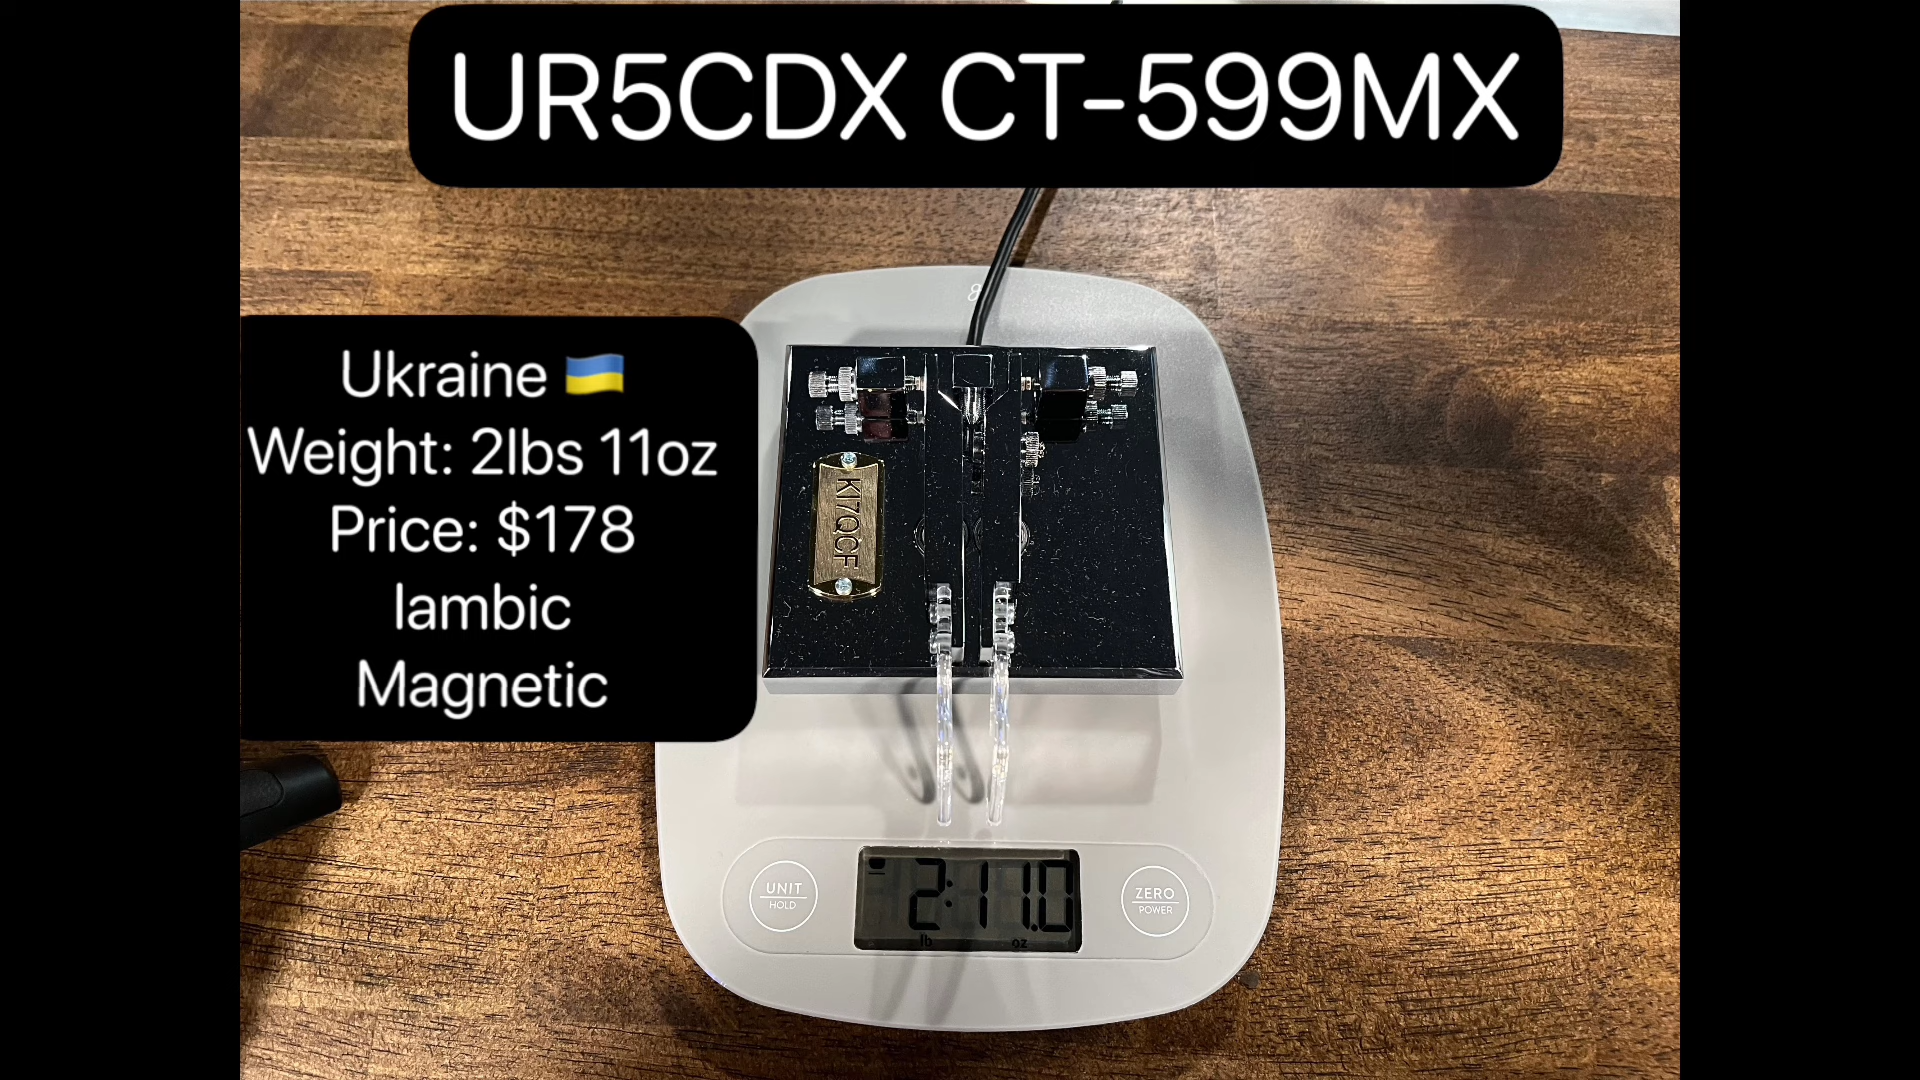 UR5CDX CT-599MX
Ukraine 🇺🇦
Weight: 2lbs 11oz
Price: $178
Iambic
Magnetic
KI7QCF
UNIT
HOLD
2:11.0
lb oz
ZERO
POWER